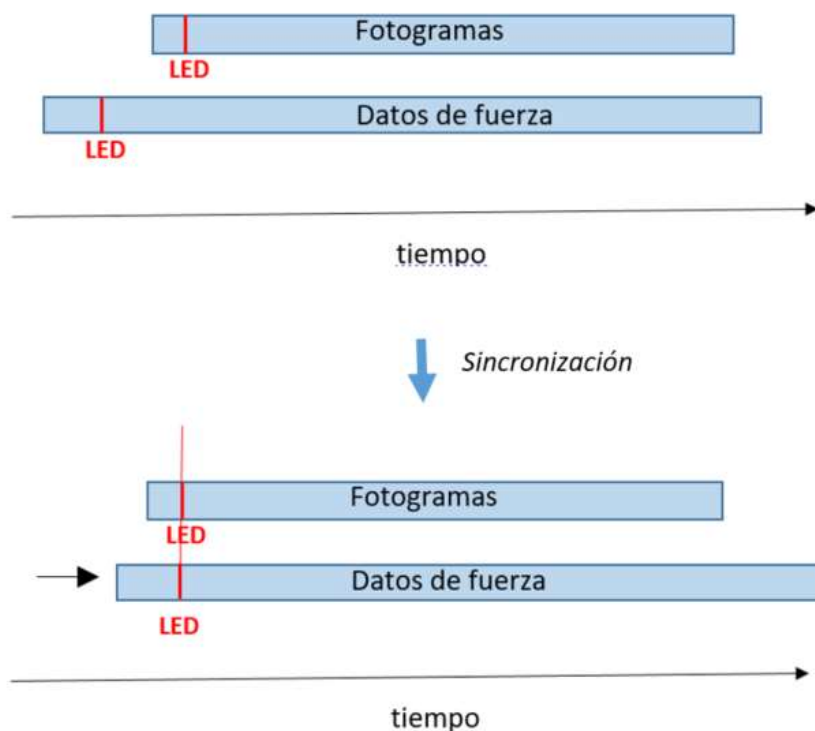 Fotogramas
LED
Datos de fuerza
LED
tiempo
Sincronización
Fotogramas
LED
Datos de fuerza
LED
tiempo